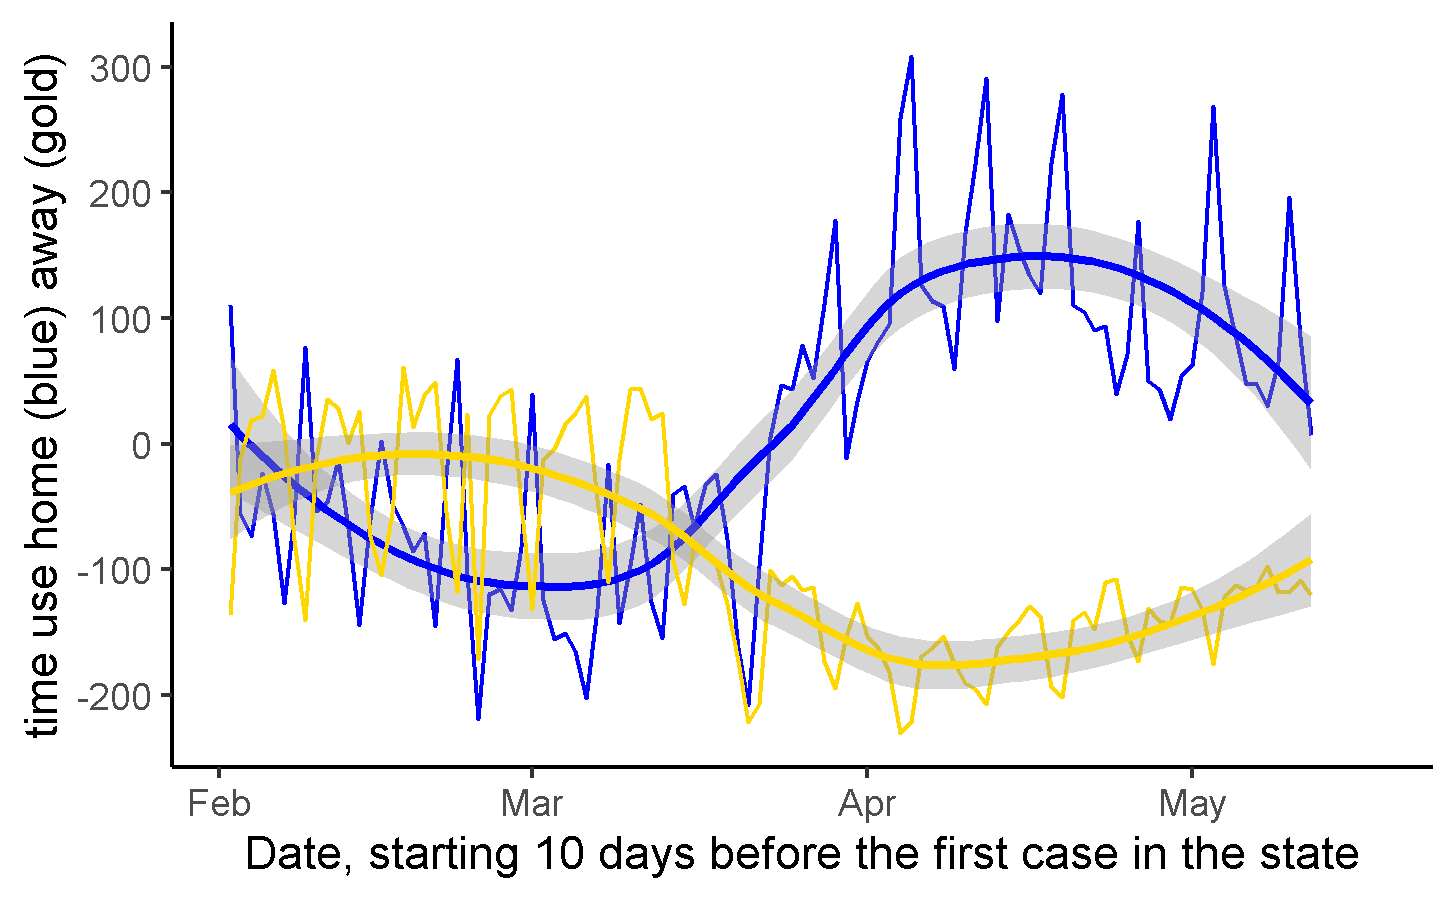 time use home (blue) away (gold)
300
200
100
0
-100
-200
Feb Mar Apr May
Date, starting 10 days before the first case in the state